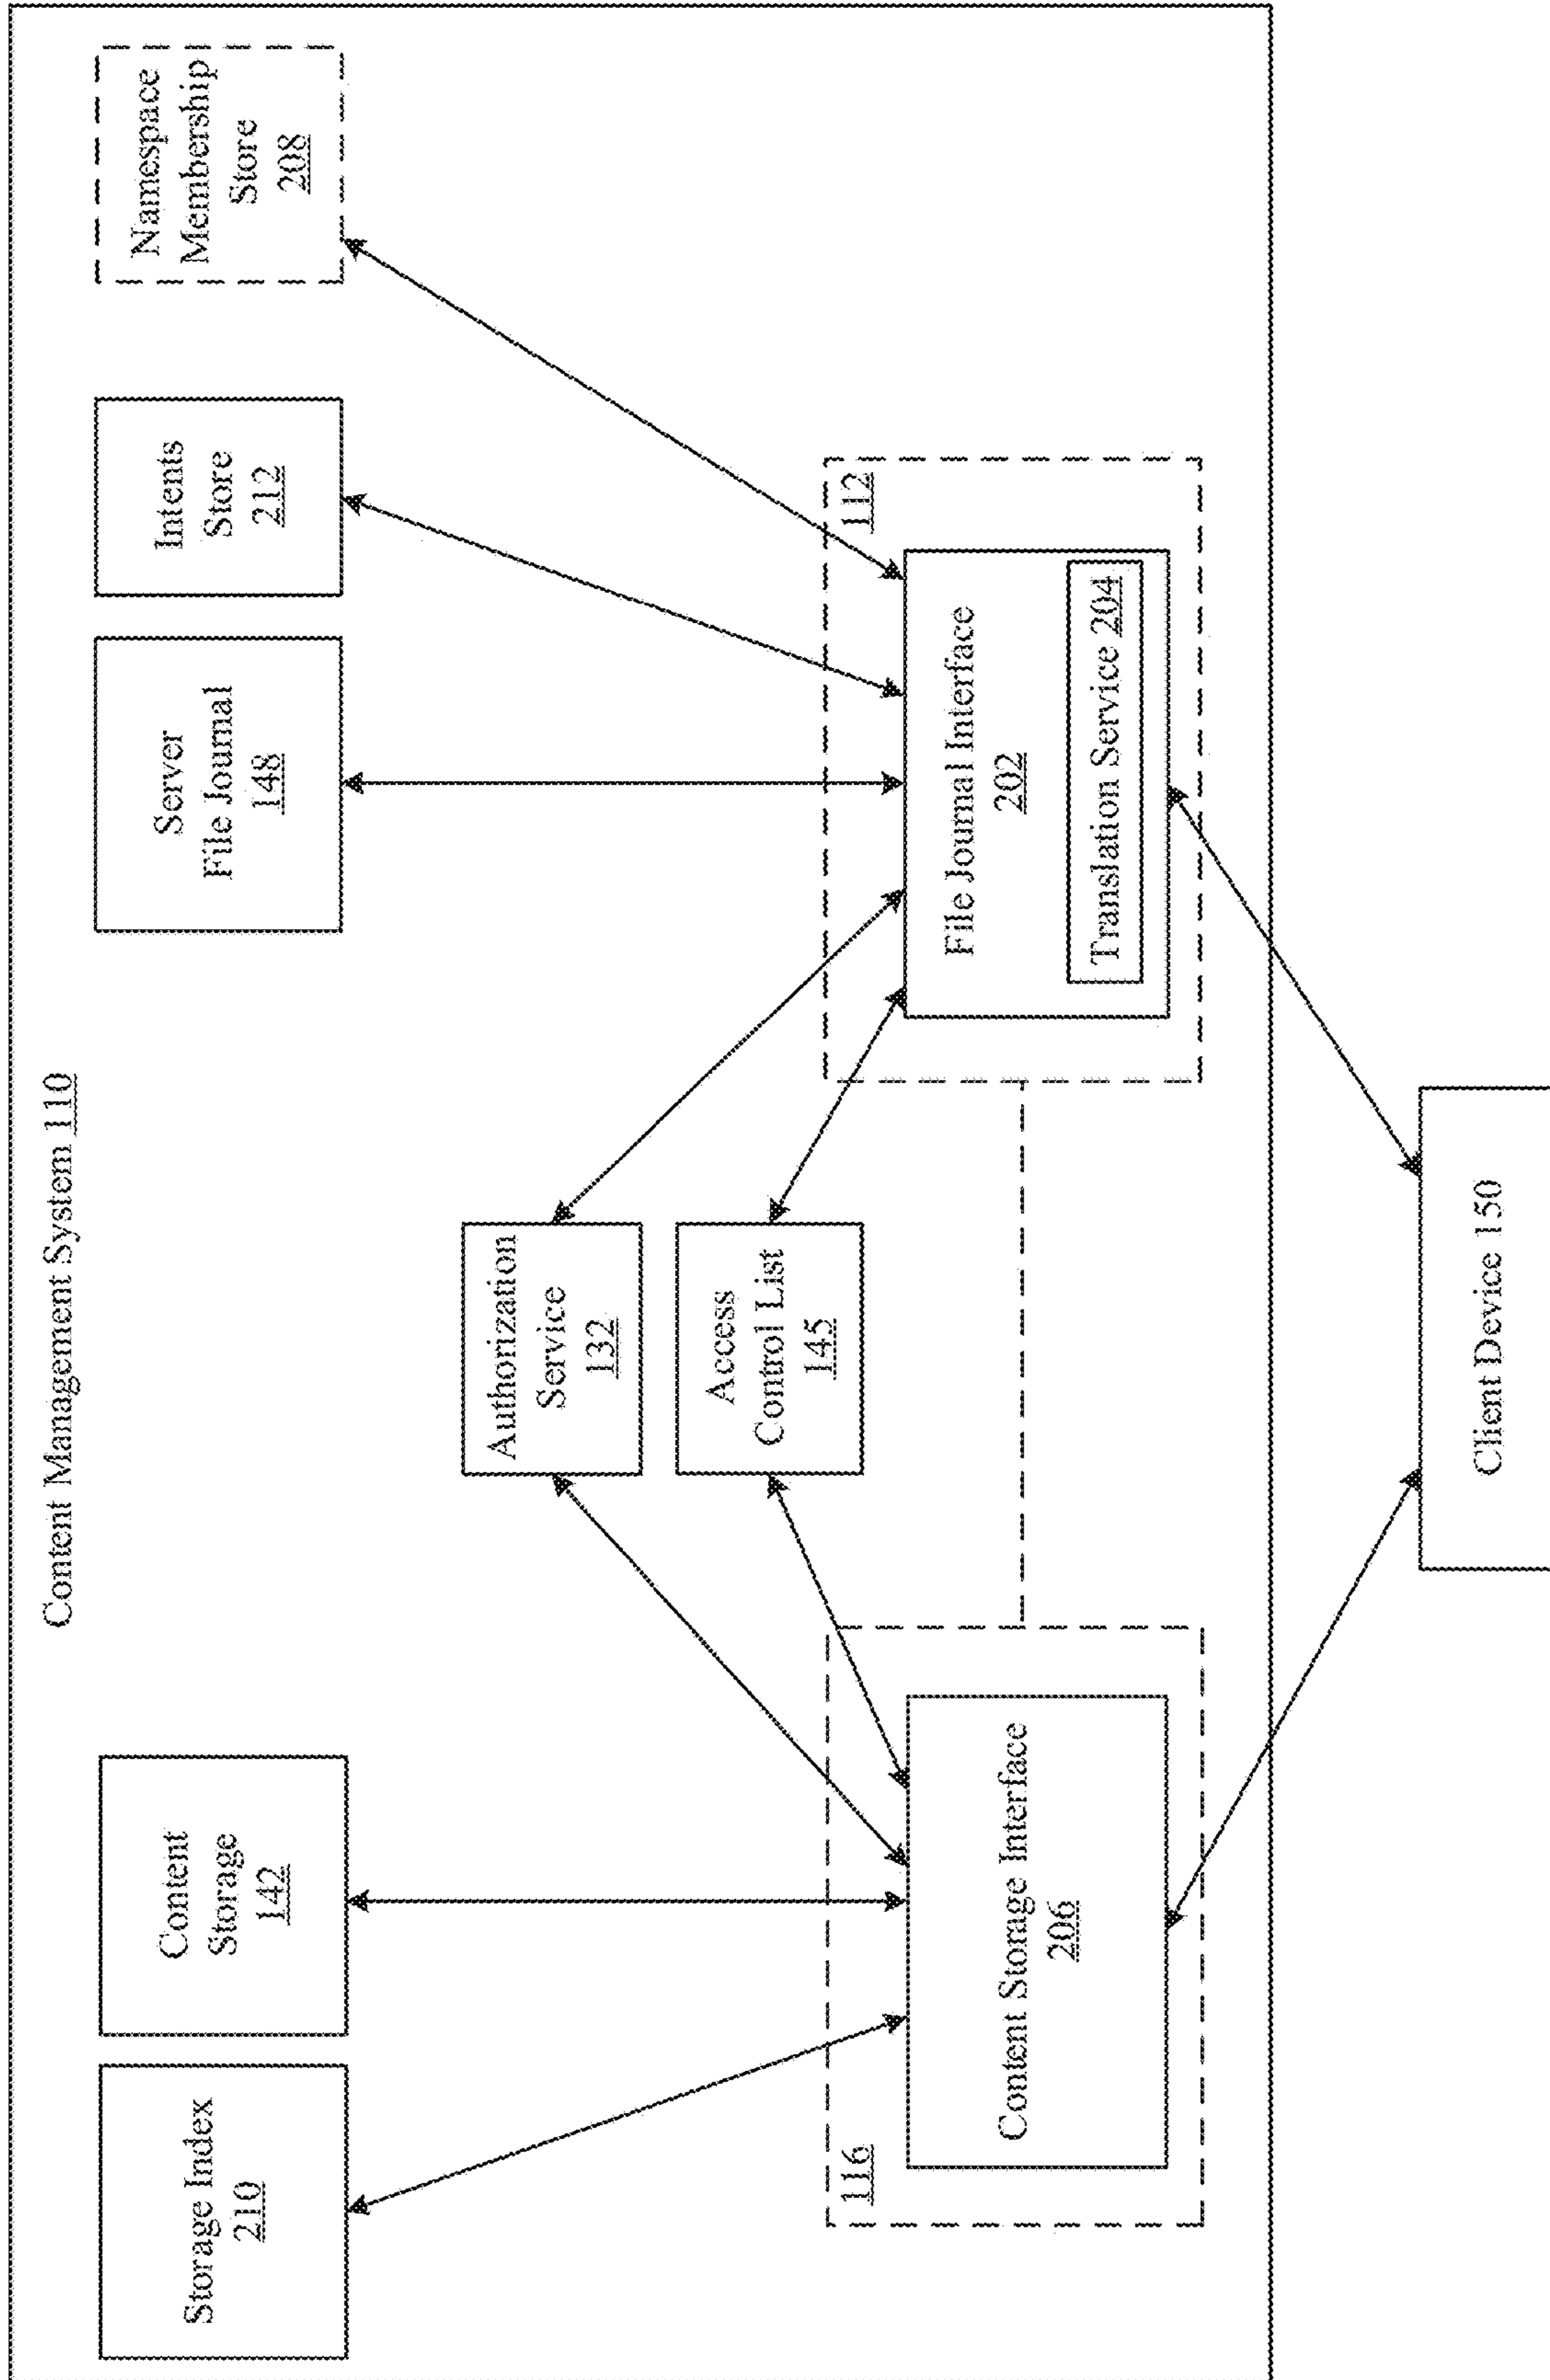 Content Management System 110
Storage Index
210
Content
Storage
142
Server
File Journal
148
Intents
Store
212
Namespace
Membership
Store
208
Authorization
Service
132
Access
Control List
145
116
Content Storage Interface
206
112
File Journal Interface
202
Translation Service 204
Client Device 150